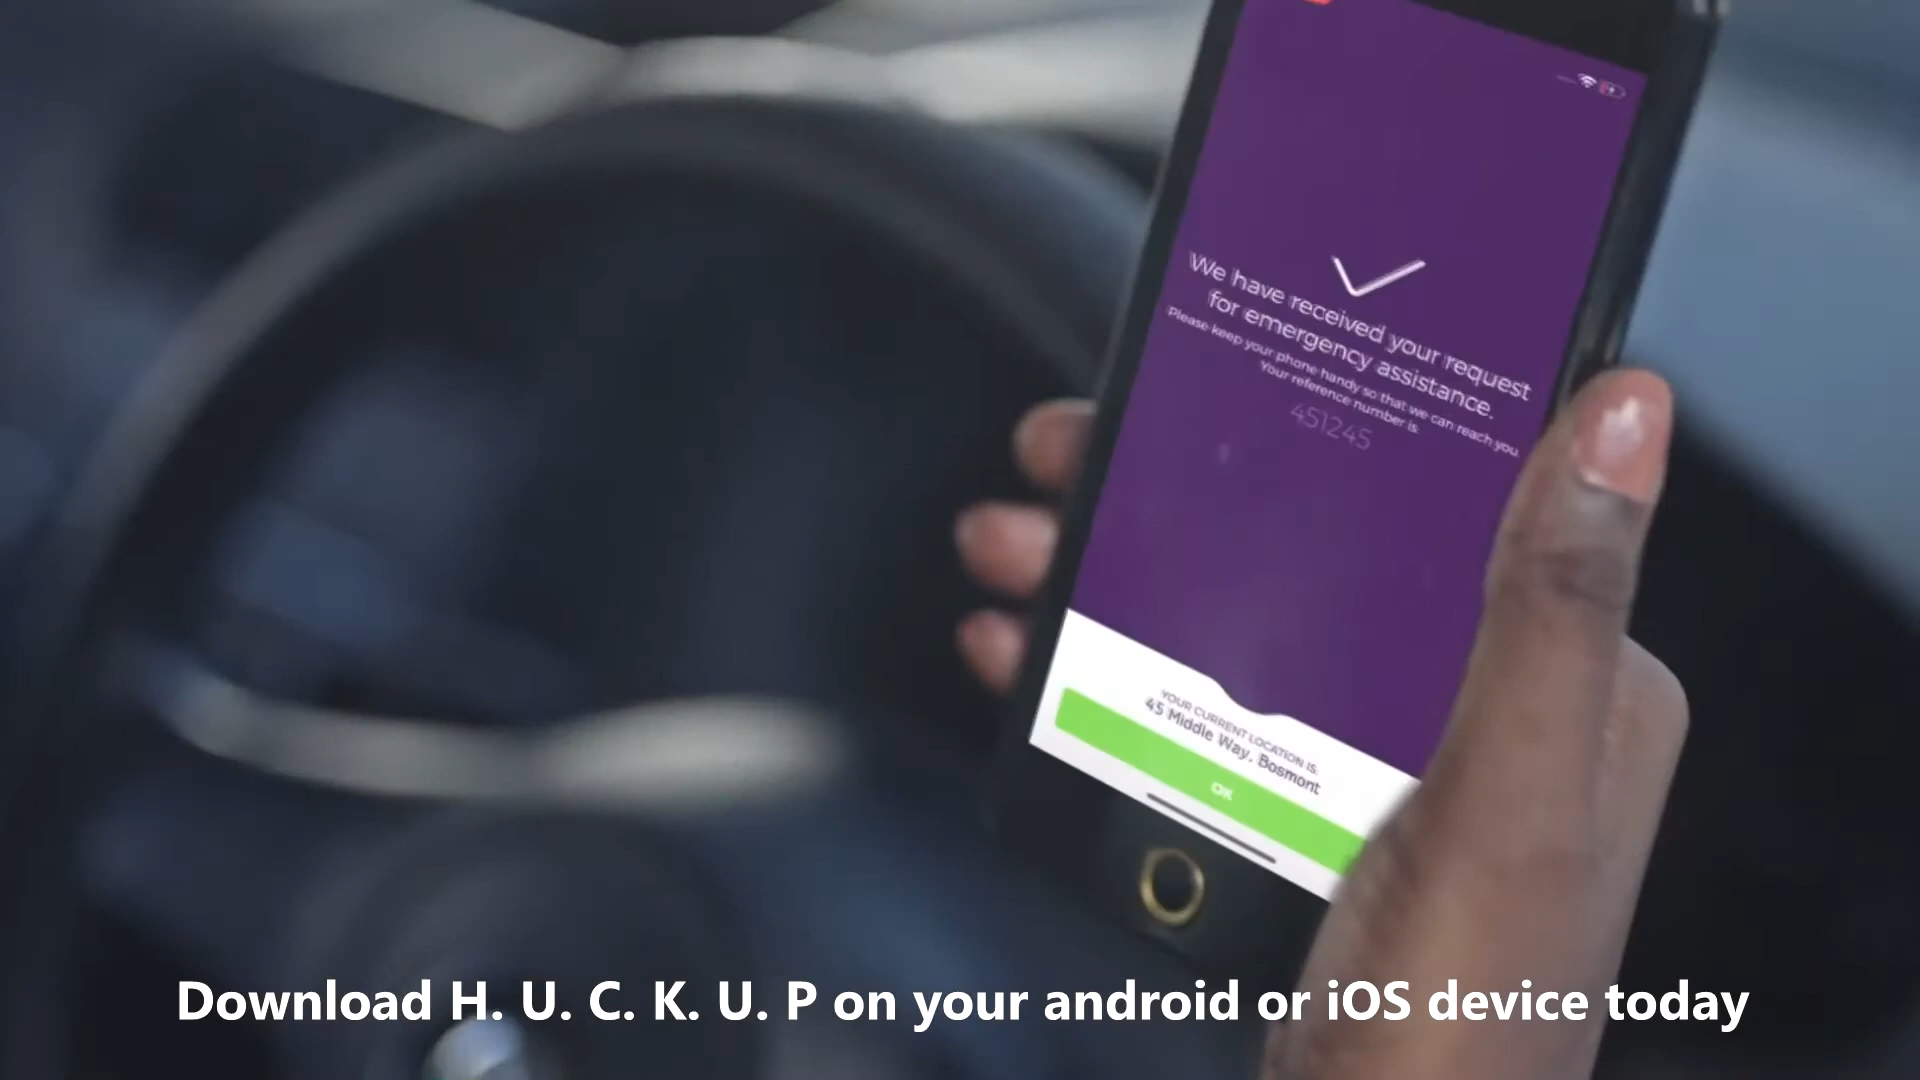 We have received your request
for emergency assistance.
Please keep your phone handy so that we can reach you.
Your reference number is
451245
YOUR CURRENT LOCATION IS:
45 Middle Way, Bosmont
OK
Download H. U. C. K. U. P on your android or iOS device today